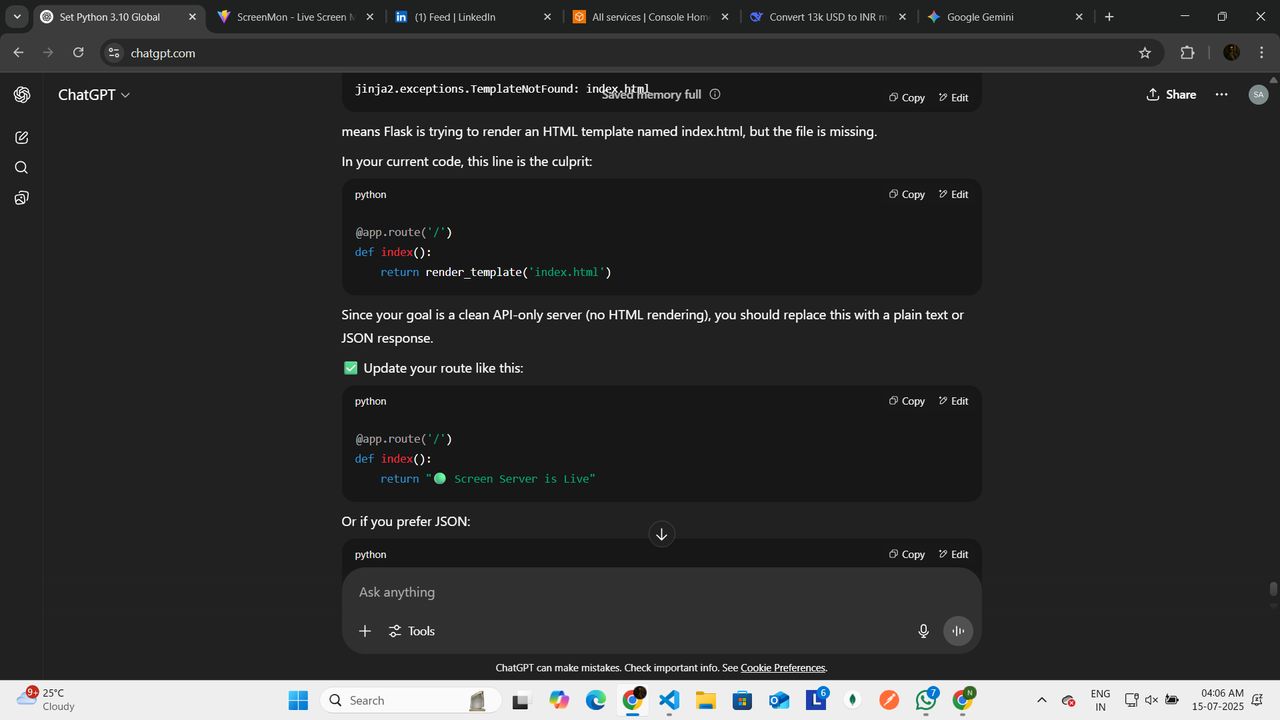 Set Python 3.10 Global
ScreenMon - Live Screen M
(1) Feed | LinkedIn
All services | Console Hom
Convert 13k USD to INR m
Google Gemini
chatgpt.com
ChatGPT
Saved memory full
Share
SA
jinja2.exceptions.TemplateNotFound: index.html
Copy Edit
means Flask is trying to render an HTML template named index.html, but the file is missing.
In your current code, this line is the culprit:
python Copy Edit
@app.route('/')
def index():
return render_template('index.html')
Since your goal is a clean API-only server (no HTML rendering), you should replace this with a plain text or
JSON response.
✅ Update your route like this:
python Copy Edit
@app.route('/')
def index():
return "🟢 Screen Server is Live"
Or if you prefer JSON:
python Copy Edit
Ask anything
Tools
ChatGPT can make mistakes. Check important info. See Cookie Preferences.
9+
25°C
Cloudy
Search
L
6
7
N
ENG
IN
04:06 AM
15-07-2025